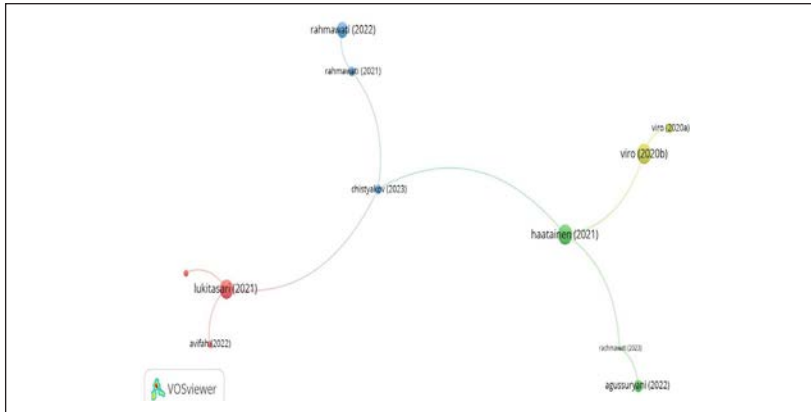 rahmawati (2022)
rahmawati (2021)
viro (2020a)
viro (2020b)
chistyakov (2023)
haatainen (2021)
lukitasari (2021)
avifah (2022)
rachmawati (2023)
agussuryani (2022)
VOSviewer